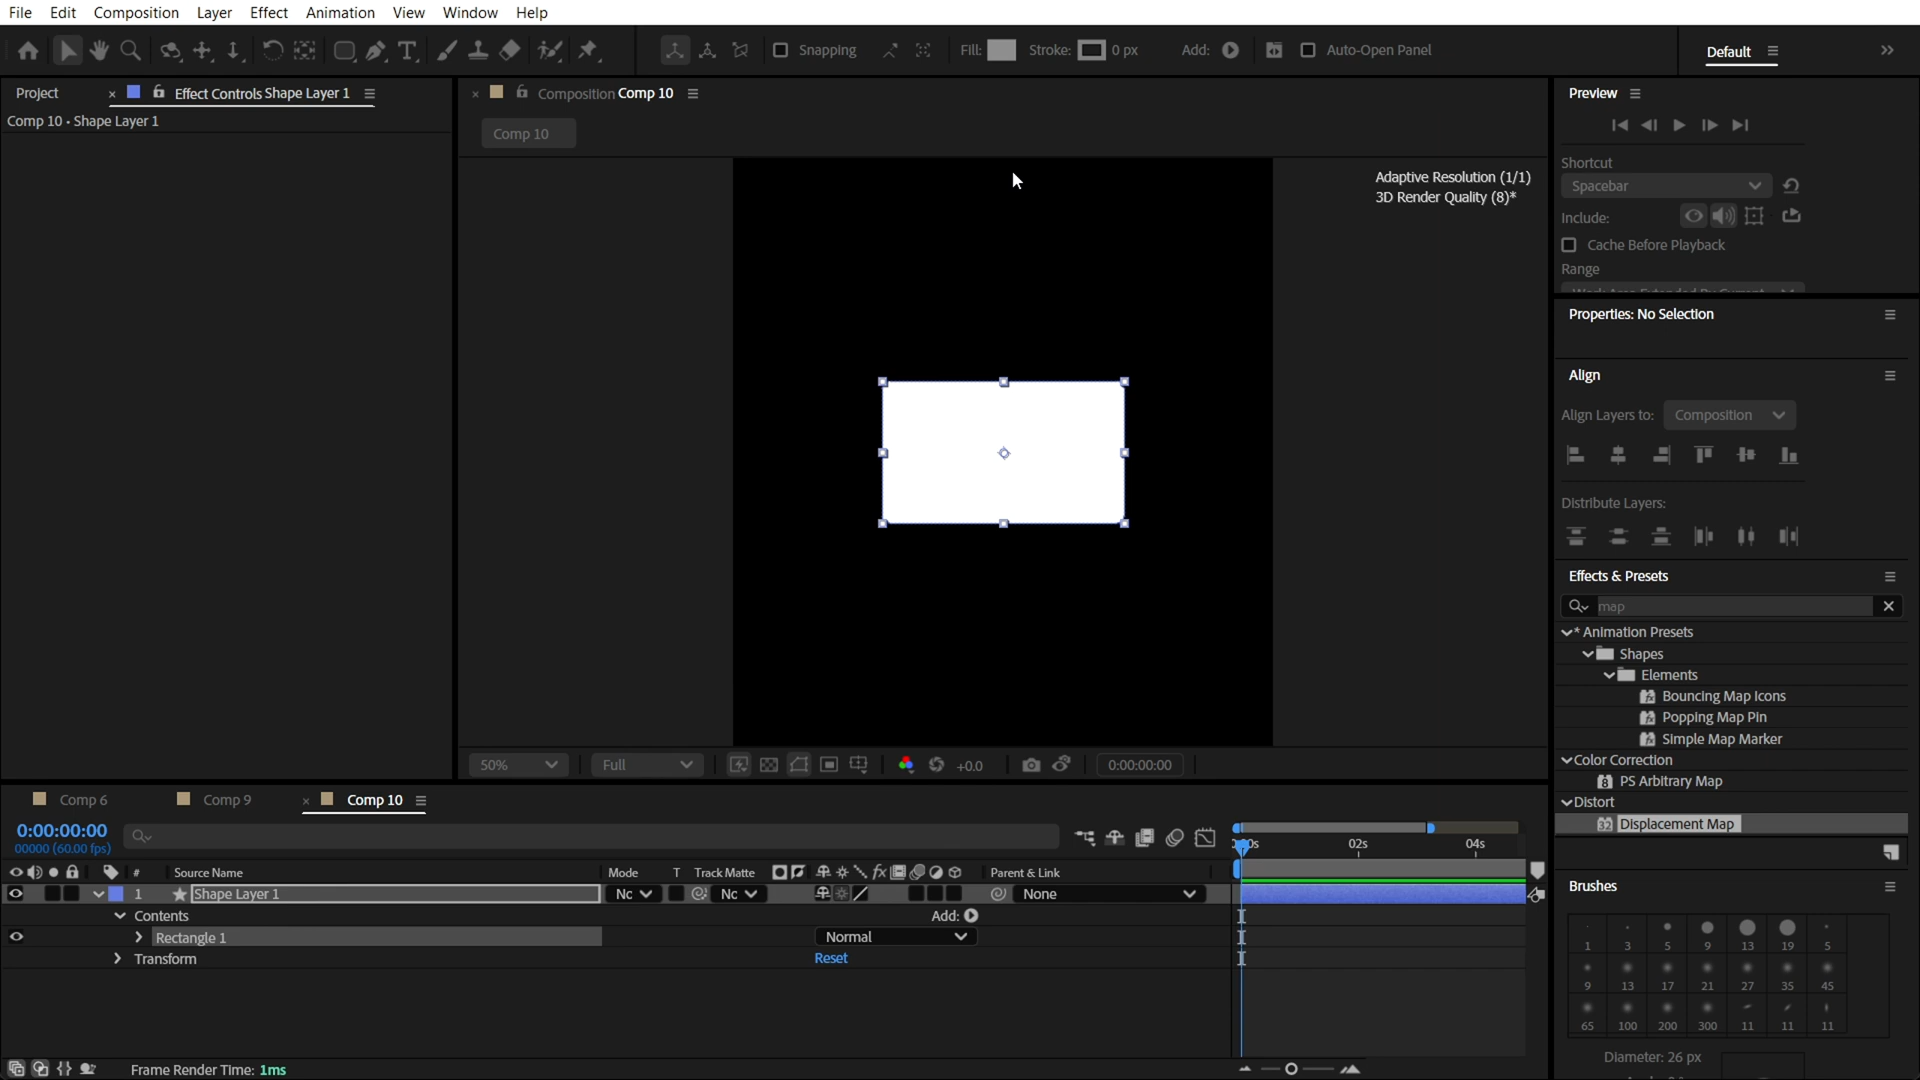 File Edit Composition Layer Effect Animation View Window Help
Snapping Fill: Stroke: 0 px Add: Auto-Open Panel Default
Project × Effect Controls Shape Layer 1
Comp 10 • Shape Layer 1
× Composition Comp 10
Comp 10
Adaptive Resolution (1/1)
3D Render Quality (8)*
50% Full +0.0 0:00:00:00
Preview
Shortcut
Spacebar
Include:
Cache Before Playback
Range
Work Area Extended By Current
Properties: No Selection
Align
Align Layers to: Composition
Distribute Layers:
Effects & Presets
map
* Animation Presets
Shapes
Elements
Bouncing Map Icons
Popping Map Pin
Simple Map Marker
Color Correction
PS Arbitrary Map
Distort
Displacement Map
Brushes
1 3 5 9 13 19 5
9 13 17 21 27 35 45
65 100 200 300 11 11 11
Diameter: 26 px
Comp 6 Comp 9 × Comp 10
0:00:00:00
00000 (60.00 fps)
02s 04s
# Source Name Mode T Track Matte fx Parent & Link
1 Shape Layer 1 None
Contents Add:
Rectangle 1 Normal
Transform Reset
Frame Render Time: 1ms